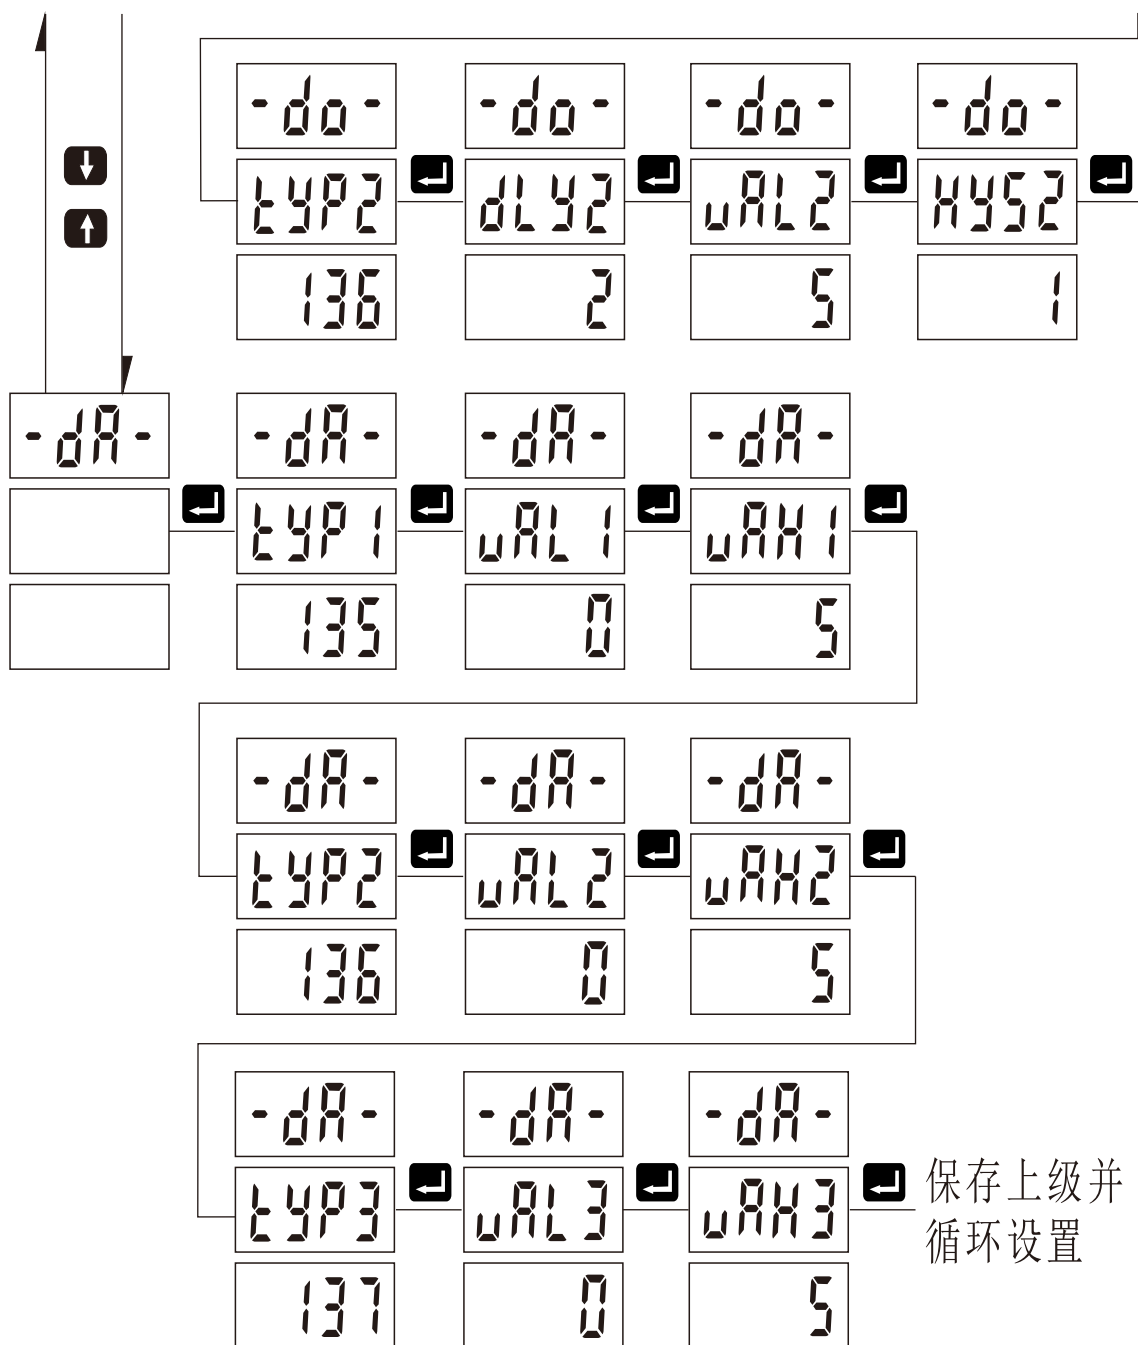 -do- -do- -do- -do-
tyP2 dLy2 vAL2 HyS2
136 2 5 1
-dA- -dA- -dA- -dA-
tyP1 vAL1 vAH1
135 0 5
-dA- -dA- -dA-
tyP2 vAL2 vAH2
136 0 5
-dA- -dA- -dA-
tyP3 vAL3 vAH3
保存上级并
循环设置
137 0 5